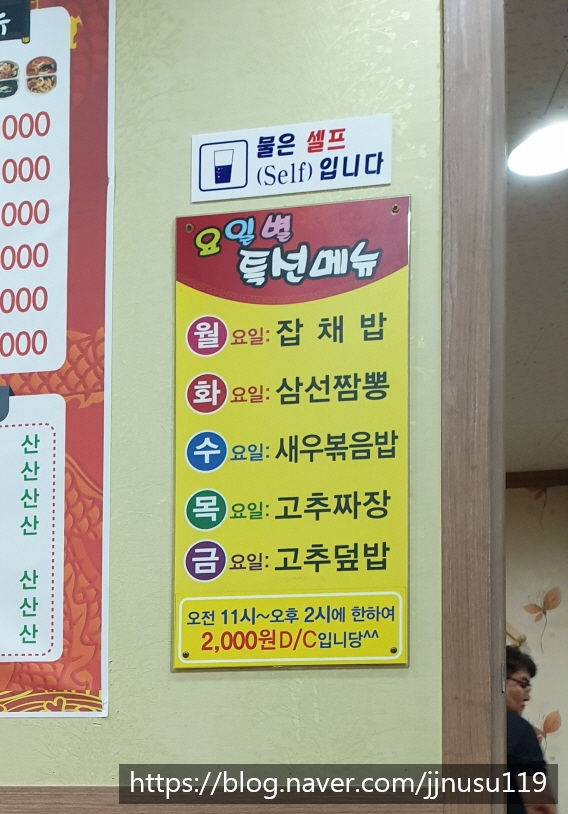 뉴
000
000
000
000
000
000
산
산
산
산
산
산
산
물은 셀프
(Self) 입니다
요일별
특선메뉴
월요일: 잡 채 밥
화요일: 삼선짬뽕
수요일: 새우볶음밥
목요일: 고추짜장
금요일: 고추덮밥
오전 11시~오후 2시에 한하여
2,000원D/C입니당^^
https://blog.naver.com/jjnusu119